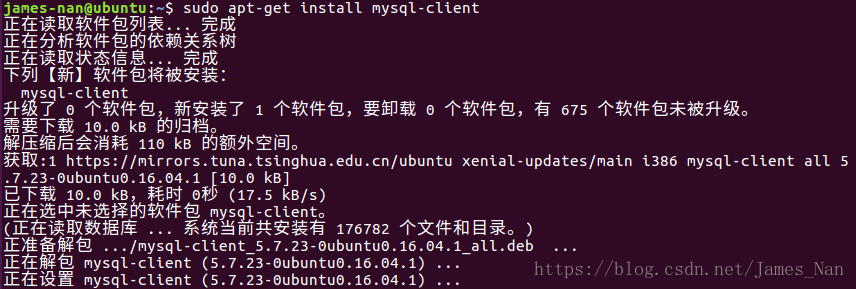 james-nan@ubuntu:~$ sudo apt-get install mysql-client
正在读取软件包列表... 完成
正在分析软件包的依赖关系树
正在读取状态信息... 完成
下列【新】软件包将被安装：
  mysql-client
升级了 0 个软件包，新安装了 1 个软件包，要卸载 0 个软件包，有 675 个软件包未被升级。
需要下载 10.0 kB 的归档。
解压缩后会消耗 110 kB 的额外空间。
获取:1 https://mirrors.tuna.tsinghua.edu.cn/ubuntu xenial-updates/main i386 mysql-client all 5
.7.23-0ubuntu0.16.04.1 [10.0 kB]
已下载 10.0 kB，耗时 0秒 (17.5 kB/s)
正在选中未选择的软件包 mysql-client。
(正在读取数据库 ... 系统当前共安装有 176782 个文件和目录。)
正准备解包 .../mysql-client_5.7.23-0ubuntu0.16.04.1_all.deb  ...
正在解包 mysql-client (5.7.23-0ubuntu0.16.04.1) ...
正在设置 mysql-client (5.7.23-0ubuntu0.16.04.1) ...
https://blog.csdn.net/James_Nan